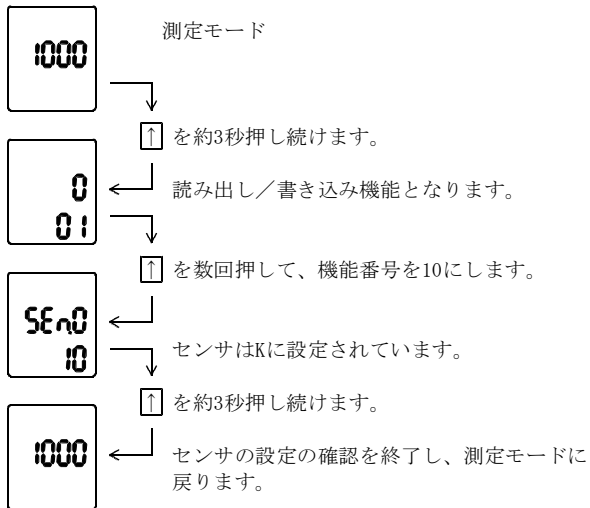 1000
測定モード
↑ を約3秒押し続けます。
0
読み出し／書き込み機能となります。
01
↑ を数回押して、機能番号を10にします。
SEn.0
センサはKに設定されています。
10
↑ を約3秒押し続けます。
1000
センサの設定の確認を終了し、測定モードに
戻ります。